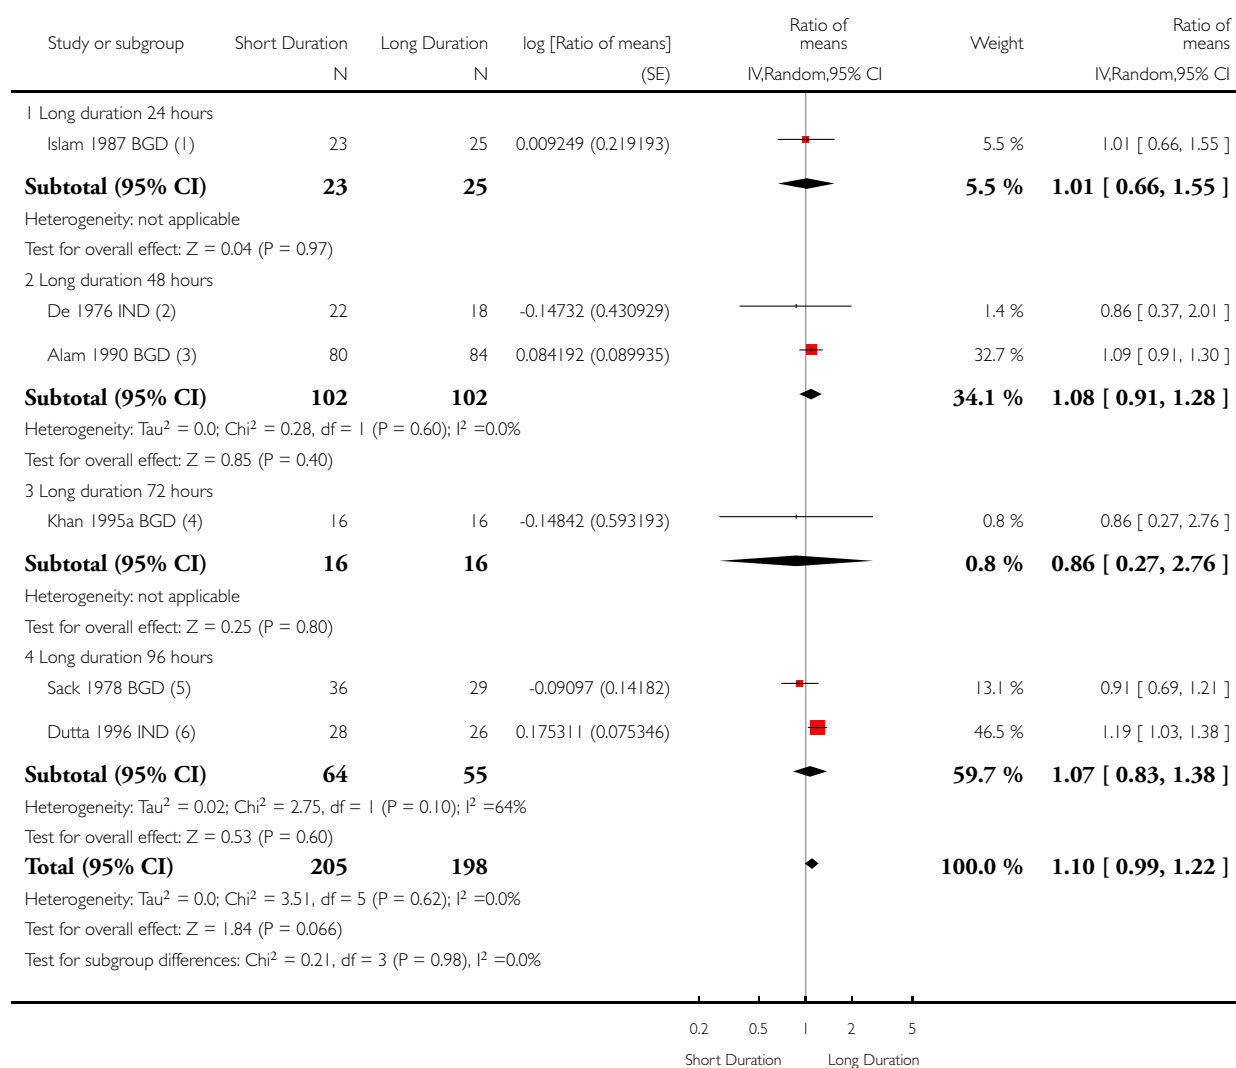 Study or subgroup Short Duration Long Duration log [Ratio of means] Ratio of means Weight Ratio of means
N N (SE) IV,Random,95% CI IV,Random,95% CI
1 Long duration 24 hours
Islam 1987 BGD (1) 23 25 0.009249 (0.219193) 5.5 % 1.01 [ 0.66, 1.55 ]
Subtotal (95% CI) 23 25 5.5 % 1.01 [ 0.66, 1.55 ]
Heterogeneity: not applicable
Test for overall effect: Z = 0.04 (P = 0.97)
2 Long duration 48 hours
De 1976 IND (2) 22 18 -0.14732 (0.430929) 1.4 % 0.86 [ 0.37, 2.01 ]
Alam 1990 BGD (3) 80 84 0.084192 (0.089935) 32.7 % 1.09 [ 0.91, 1.30 ]
Subtotal (95% CI) 102 102 34.1 % 1.08 [ 0.91, 1.28 ]
Heterogeneity: Tau² = 0.0; Chi² = 0.28, df = 1 (P = 0.60); I² =0.0%
Test for overall effect: Z = 0.85 (P = 0.40)
3 Long duration 72 hours
Khan 1995a BGD (4) 16 16 -0.14842 (0.593193) 0.8 % 0.86 [ 0.27, 2.76 ]
Subtotal (95% CI) 16 16 0.8 % 0.86 [ 0.27, 2.76 ]
Heterogeneity: not applicable
Test for overall effect: Z = 0.25 (P = 0.80)
4 Long duration 96 hours
Sack 1978 BGD (5) 36 29 -0.09097 (0.14182) 13.1 % 0.91 [ 0.69, 1.21 ]
Dutta 1996 IND (6) 28 26 0.175311 (0.075346) 46.5 % 1.19 [ 1.03, 1.38 ]
Subtotal (95% CI) 64 55 59.7 % 1.07 [ 0.83, 1.38 ]
Heterogeneity: Tau² = 0.02; Chi² = 2.75, df = 1 (P = 0.10); I² =64%
Test for overall effect: Z = 0.53 (P = 0.60)
Total (95% CI) 205 198 100.0 % 1.10 [ 0.99, 1.22 ]
Heterogeneity: Tau² = 0.0; Chi² = 3.51, df = 5 (P = 0.62); I² =0.0%
Test for overall effect: Z = 1.84 (P = 0.066)
Test for subgroup differences: Chi² = 0.21, df = 3 (P = 0.98), I² =0.0%
0.2 0.5 1 2 5
Short Duration Long Duration